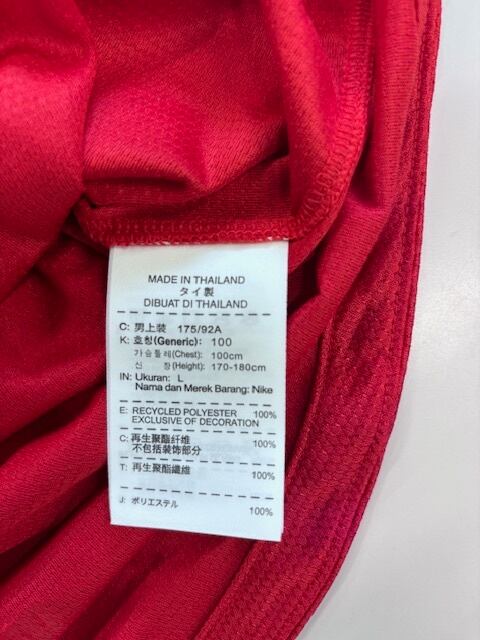 MADE IN THAILAND
タイ製
DIBUAT DI THAILAND
C: 男上装 175/92A
K: 호칭(Generic): 100
가슴둘레(Chest): 100cm
신 장(Height): 170-180cm
IN: Ukuran: L
Nama dan Merek Barang: Nike
E: RECYCLED POLYESTER 100%
EXCLUSIVE OF DECORATION
C: 再生聚酯纤维 100%
不包括装饰部分
T: 再生聚酯纖維 100%
J: ポリエステル 100%